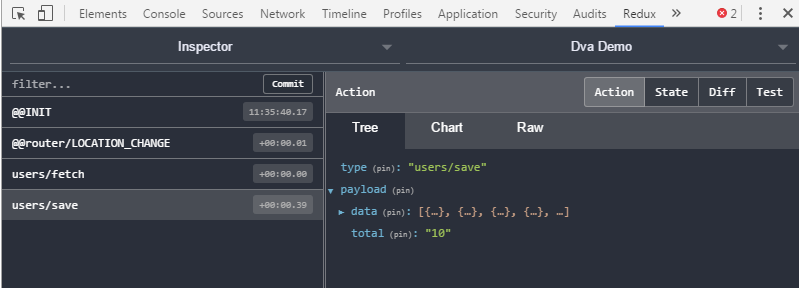 Elements Console Sources Network Timeline Profiles Application Security Audits Redux » 2
Inspector Dva Demo
filter... Commit
@@INIT 11:35:40.17
@@router/LOCATION_CHANGE +00:00.01
users/fetch +00:00.00
users/save +00:00.39
Action Action State Diff Test
Tree Chart Raw
type (pin): "users/save"
payload (pin)
data (pin): [{…}, {…}, {…}, {…}, …]
total (pin): "10"